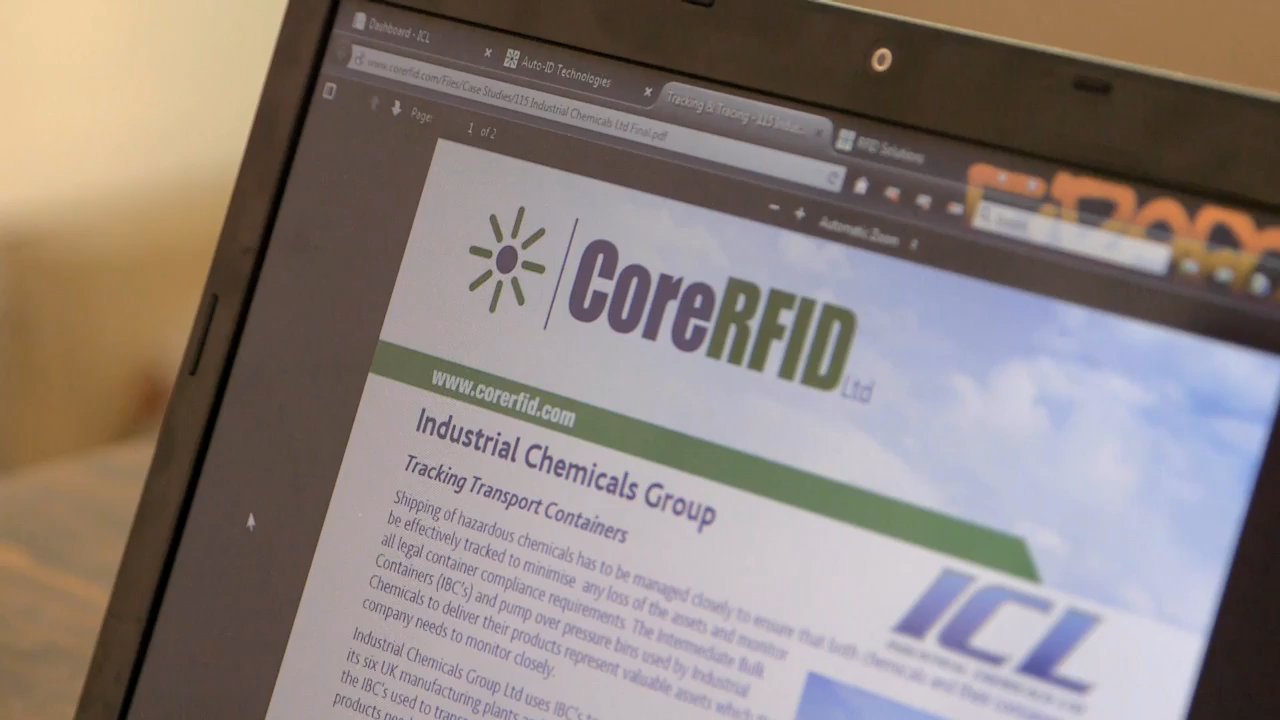 Dashboard - ICL
Auto-ID Technologies
Tracking & Tracing - 115 Indus...
RFID Solutions
www.corerfid.com/Files/Case Studies/115 Industrial Chemicals Ltd Final.pdf
Page: 1 of 2
Automatic Zoom
CoreRFID Ltd
www.corerfid.com
Industrial Chemicals Group
Tracking Transport Containers
Shipping of hazardous chemicals has to be managed closely to ensure that both chemicals and their
be effectively tracked to minimise any loss of the assets and monitor
all legal container compliance requirements. The Intermediate Bulk
Containers (IBC's) and pump over pressure bins used by Industrial
Chemicals to deliver their products represent valuable assets which the
company needs to monitor closely.
Industrial Chemicals Group Ltd uses IBC's to
its six UK manufacturing plants
the IBC's used to
products
ICL